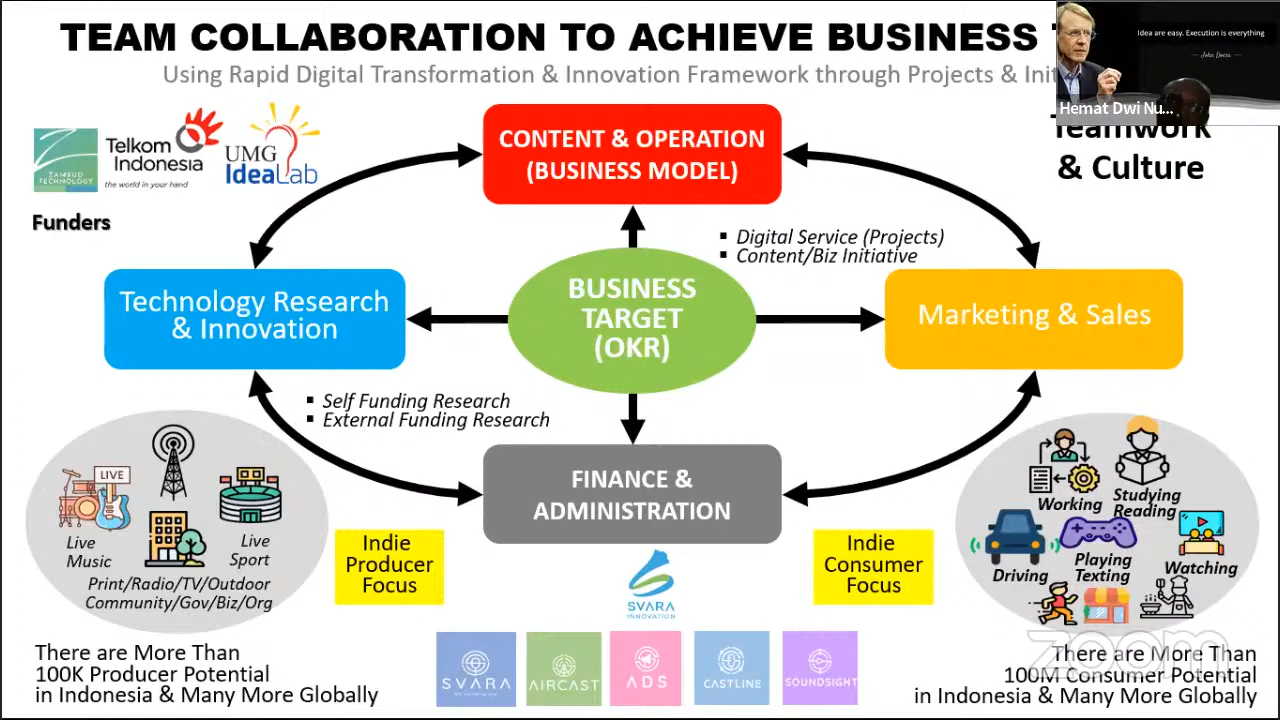 TEAM COLLABORATION TO ACHIEVE BUSINESS
Using Rapid Digital Transformation & Innovation Framework through Projects & Init
Idea are easy. Execution is everything
John Doerr
Hemat Dwi Nu...
ZAMRUD
TECHNOLOGY
Telkom
Indonesia
the world in your hand
UMG
IdeaLab
Funders
CONTENT & OPERATION
(BUSINESS MODEL)
Teamwork
& Culture
▪ Digital Service (Projects)
▪ Content/Biz Initiative
Technology Research
& Innovation
BUSINESS
TARGET
(OKR)
Marketing & Sales
▪ Self Funding Research
▪ External Funding Research
FINANCE &
ADMINISTRATION
LIVE
Live
Music
Live
Sport
Print/Radio/TV/Outdoor
Community/Gov/Biz/Org
Indie
Producer
Focus
Indie
Consumer
Focus
Working
Studying
Reading
Driving
Playing
Texting
Watching
SVARA
INNOVATION
There are More Than
100K Producer Potential
in Indonesia & Many More Globally
SVARA
AIRCAST
ADS
CASTLINE
SOUNDSIGHT
There are More Than
100M Consumer Potential
in Indonesia & Many More Globally
zoom